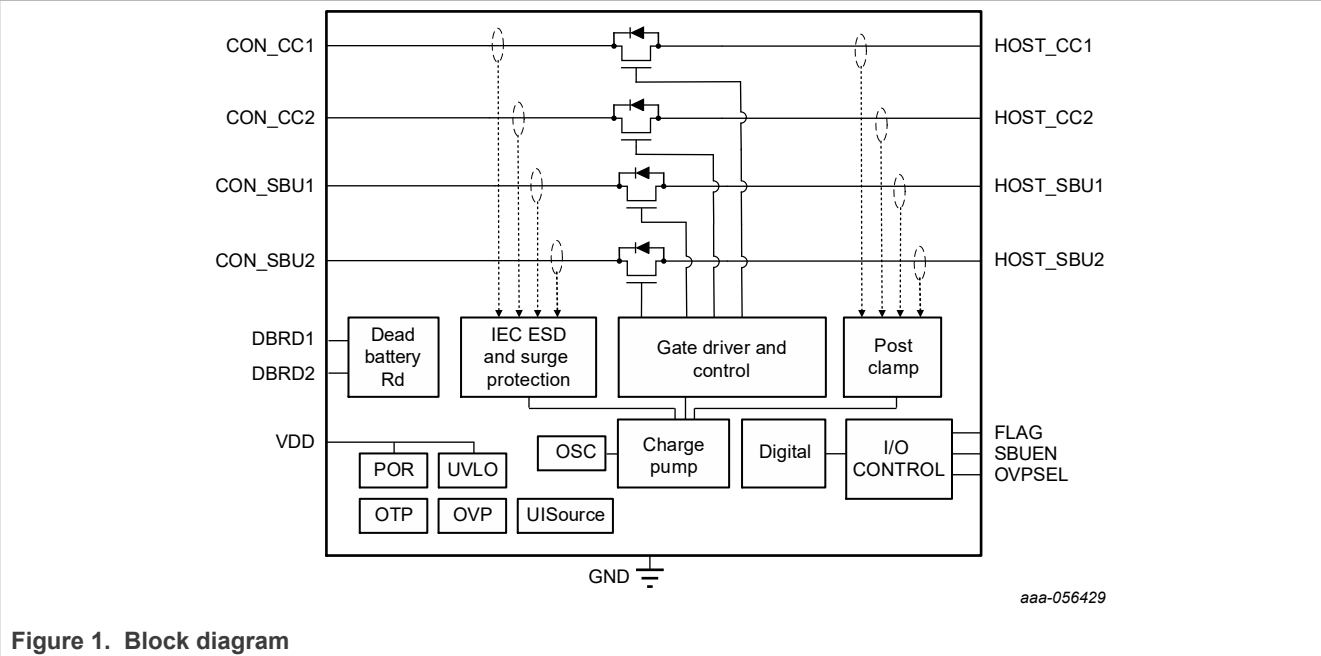 CON_CC1
HOST_CC1
CON_CC2
HOST_CC2
CON_SBU1
HOST_SBU1
CON_SBU2
HOST_SBU2
DBRD1
DBRD2
Dead
battery
Rd
IEC ESD
and surge
protection
Gate driver and
control
Post
clamp
VDD
POR
UVLO
OSC
Charge
pump
Digital
I/O
CONTROL
FLAG
SBUEN
OVPSEL
OTP
OVP
UISource
GND
aaa-056429
Figure 1. Block diagram